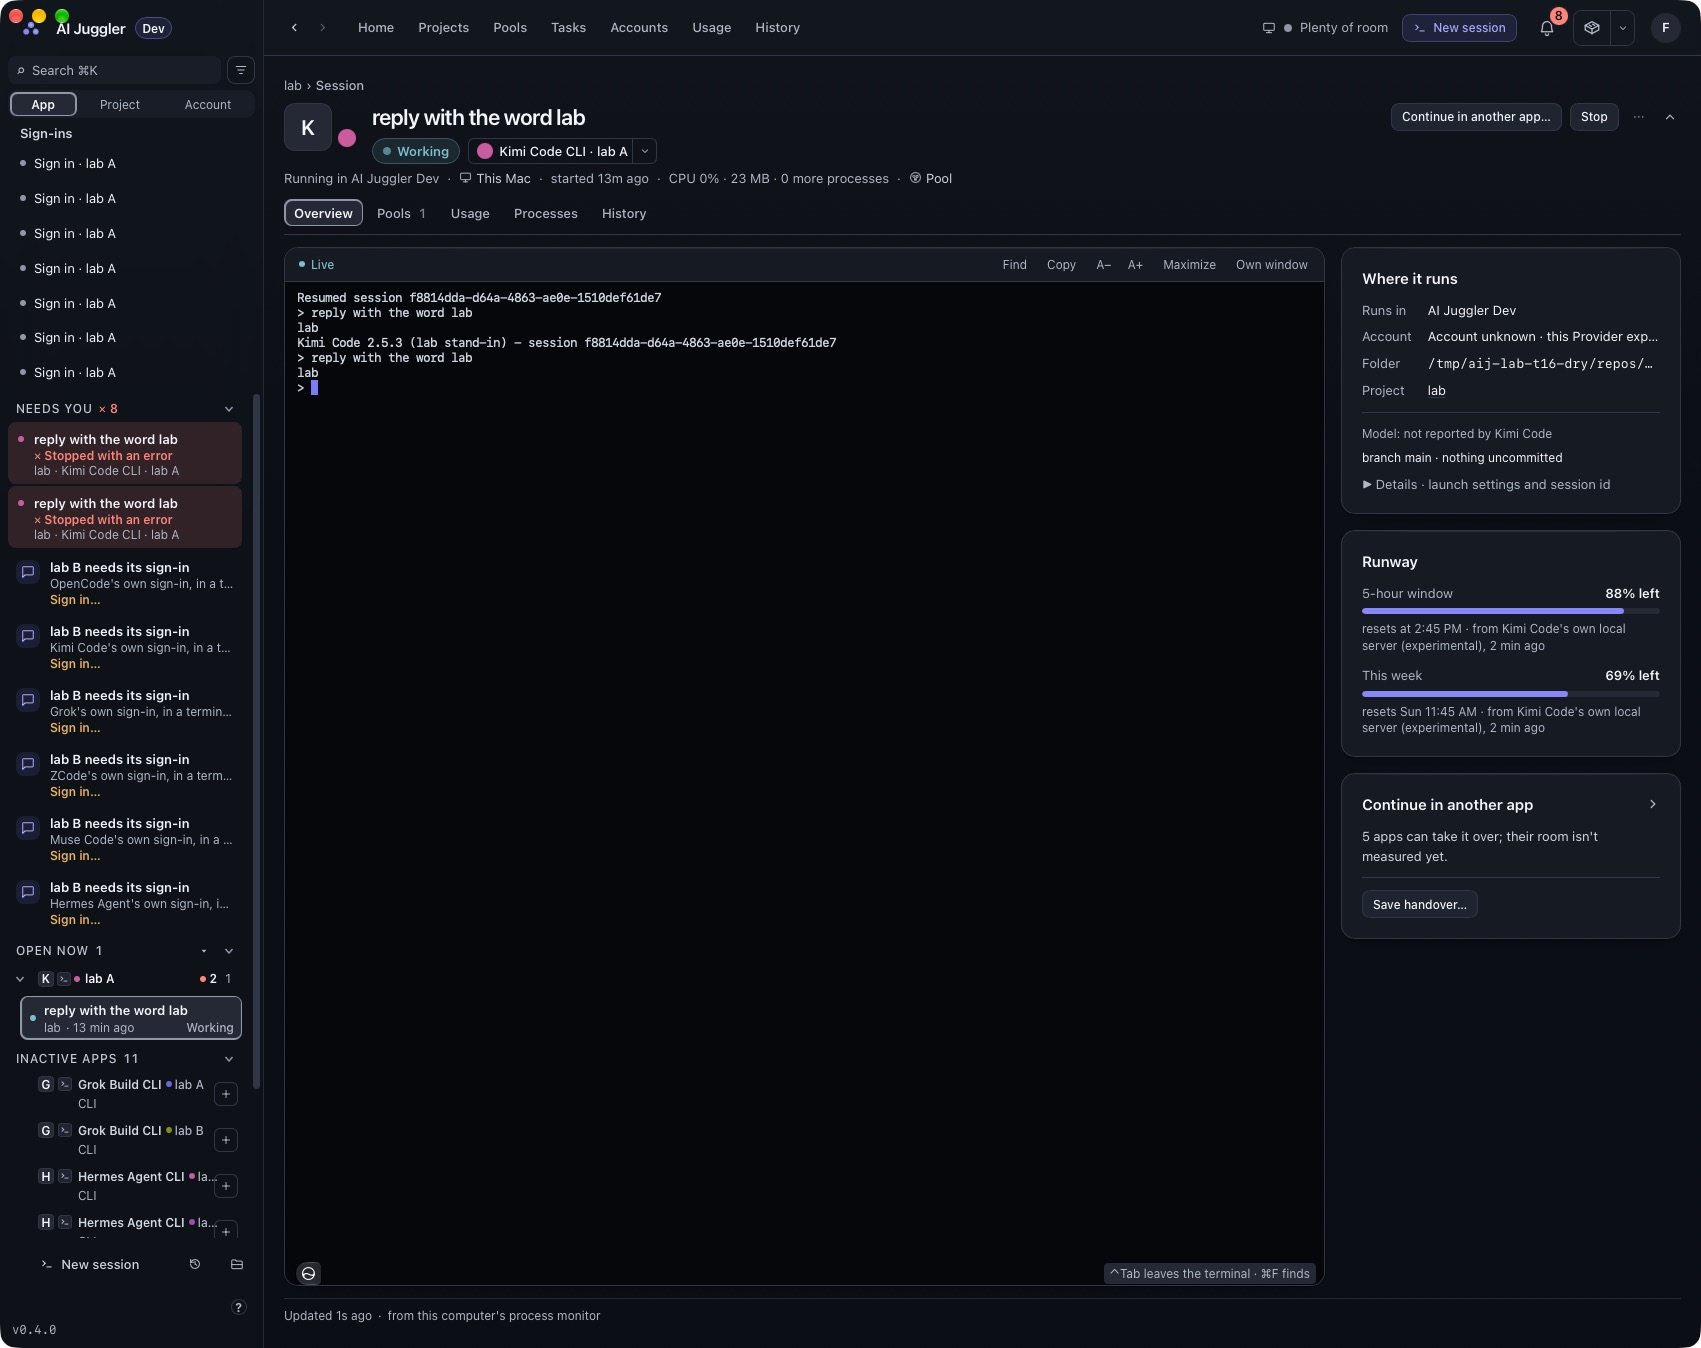 AI Juggler Dev
Search ⌘K
App Project Account
Sign-ins
Sign in · lab A
Sign in · lab A
Sign in · lab A
Sign in · lab A
Sign in · lab A
Sign in · lab A
Sign in · lab A
NEEDS YOU × 8
reply with the word lab
× Stopped with an error
lab · Kimi Code CLI · lab A
reply with the word lab
× Stopped with an error
lab · Kimi Code CLI · lab A
lab B needs its sign-in
OpenCode's own sign-in, in a t…
Sign in…
lab B needs its sign-in
Kimi Code's own sign-in, in a t…
Sign in…
lab B needs its sign-in
Grok's own sign-in, in a termin…
Sign in…
lab B needs its sign-in
ZCode's own sign-in, in a term…
Sign in…
lab B needs its sign-in
Muse Code's own sign-in, in a …
Sign in…
lab B needs its sign-in
Hermes Agent's own sign-in, i…
Sign in…
OPEN NOW 1
K lab A 2 1
reply with the word lab
lab · 13 min ago Working
INACTIVE APPS 11
G Grok Build CLI lab A
CLI
G Grok Build CLI lab B
CLI
H Hermes Agent CLI la…
CLI
H Hermes Agent CLI la…
New session
?
v0.4.0
Home Projects Pools Tasks Accounts Usage History
Plenty of room New session 8 F
lab › Session
K reply with the word lab
Continue in another app… Stop …
Working Kimi Code CLI · lab A
Running in AI Juggler Dev · This Mac · started 13m ago · CPU 0% · 23 MB · 0 more processes · Pool
Overview Pools 1 Usage Processes History
Live Find Copy A− A+ Maximize Own window
Resumed session f8814dda-d64a-4863-ae0e-1510def61de7
> reply with the word lab
lab
Kimi Code 2.5.3 (lab stand-in) — session f8814dda-d64a-4863-ae0e-1510def61de7
> reply with the word lab
lab
>
^Tab leaves the terminal · ⌘F finds
Updated 1s ago · from this computer's process monitor
Where it runs
Runs in AI Juggler Dev
Account Account unknown · this Provider exp…
Folder /tmp/aij-lab-t16-dry/repos/…
Project lab
Model: not reported by Kimi Code
branch main · nothing uncommitted
▶ Details · launch settings and session id
Runway
5-hour window 88% left
resets at 2:45 PM · from Kimi Code's own local
server (experimental), 2 min ago
This week 69% left
resets Sun 11:45 AM · from Kimi Code's own local
server (experimental), 2 min ago
Continue in another app
5 apps can take it over; their room isn't
measured yet.
Save handover…